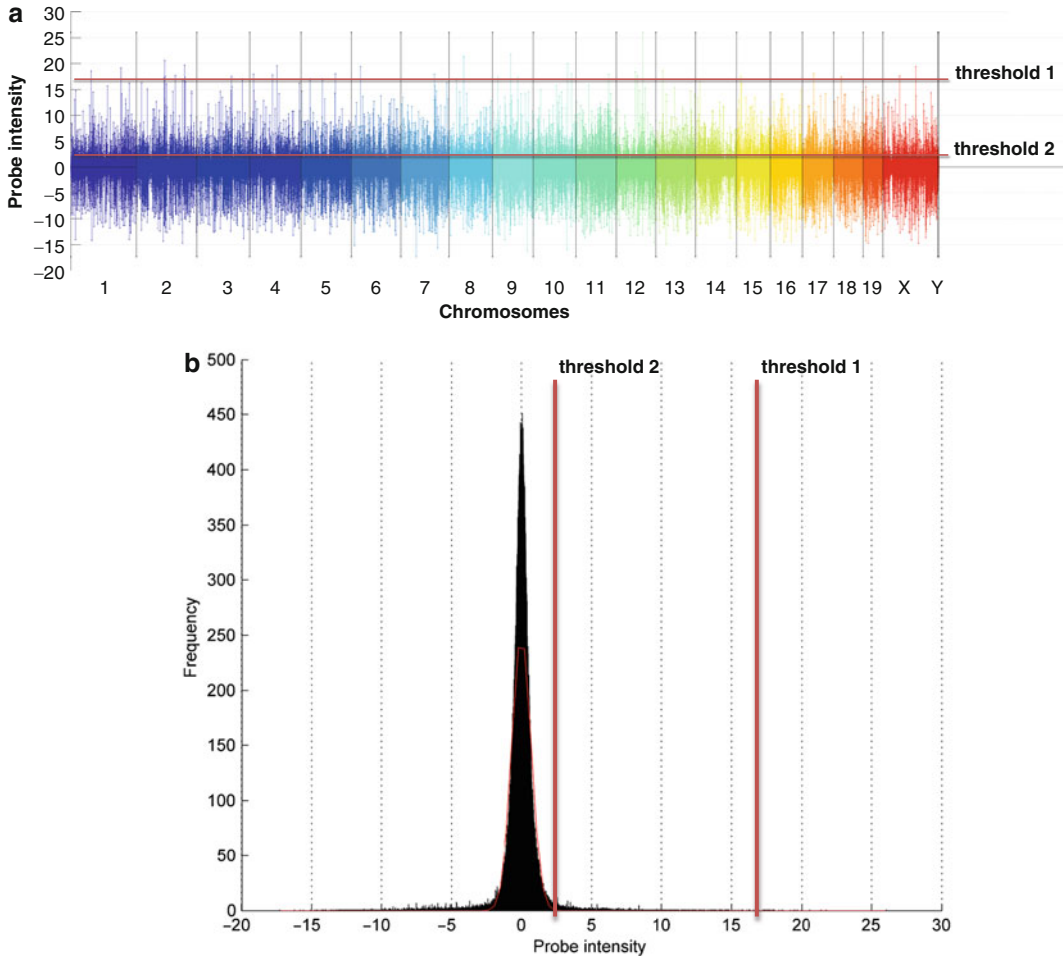 a
30
25
20
15
10
5
0
−5
−10
−15
−20
Probe intensity
threshold 1
threshold 2
1 2 3 4 5 6 7 8 9 10 11 12 13 14 15 16 17 18 19 X Y
Chromosomes
b
threshold 2 threshold 1
500
450
400
350
300
250
200
150
100
50
0
Frequency
−20 −15 −10 −5 0 5 10 15 20 25 30
Probe intensity